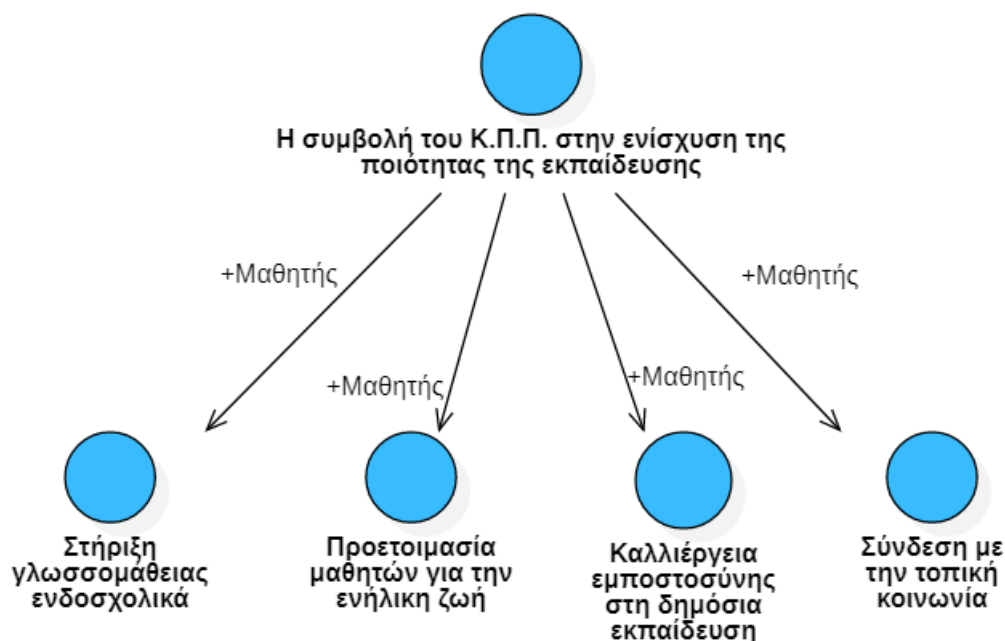 Η συμβολή του Κ.Π.Π. στην ενίσχυση της
ποιότητας της εκπαίδευσης
+Μαθητής
+Μαθητής
+Μαθητής
+Μαθητής
Στήριξη
γλωσσομάθειας
ενδοσχολικά
Προετοιμασία
μαθητών για την
ενήλικη ζωή
Καλλιέργεια
εμποστοσύνης
στη δημόσια
εκπαίδευση
Σύνδεση με
την τοπική
κοινωνία